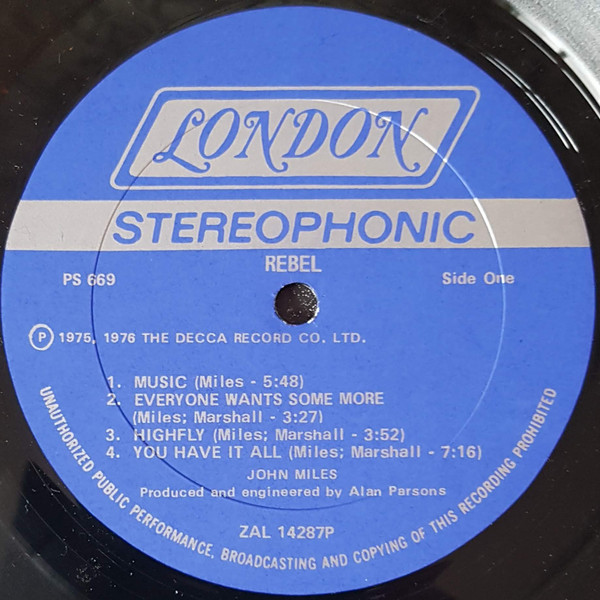 LONDON
STEREOPHONIC
REBEL
PS 669
Side One
℗ 1975, 1976 THE DECCA RECORD CO. LTD.
1. MUSIC (Miles - 5:48)
2. EVERYONE WANTS SOME MORE
(Miles; Marshall - 3:27)
3. HIGHFLY (Miles; Marshall - 3:52)
4. YOU HAVE IT ALL (Miles; Marshall - 7:16)
JOHN MILES
Produced and engineered by Alan Parsons
ZAL 14287P
UNAUTHORIZED PUBLIC PERFORMANCE, BROADCASTING AND COPYING OF THIS RECORDING PROHIBITED